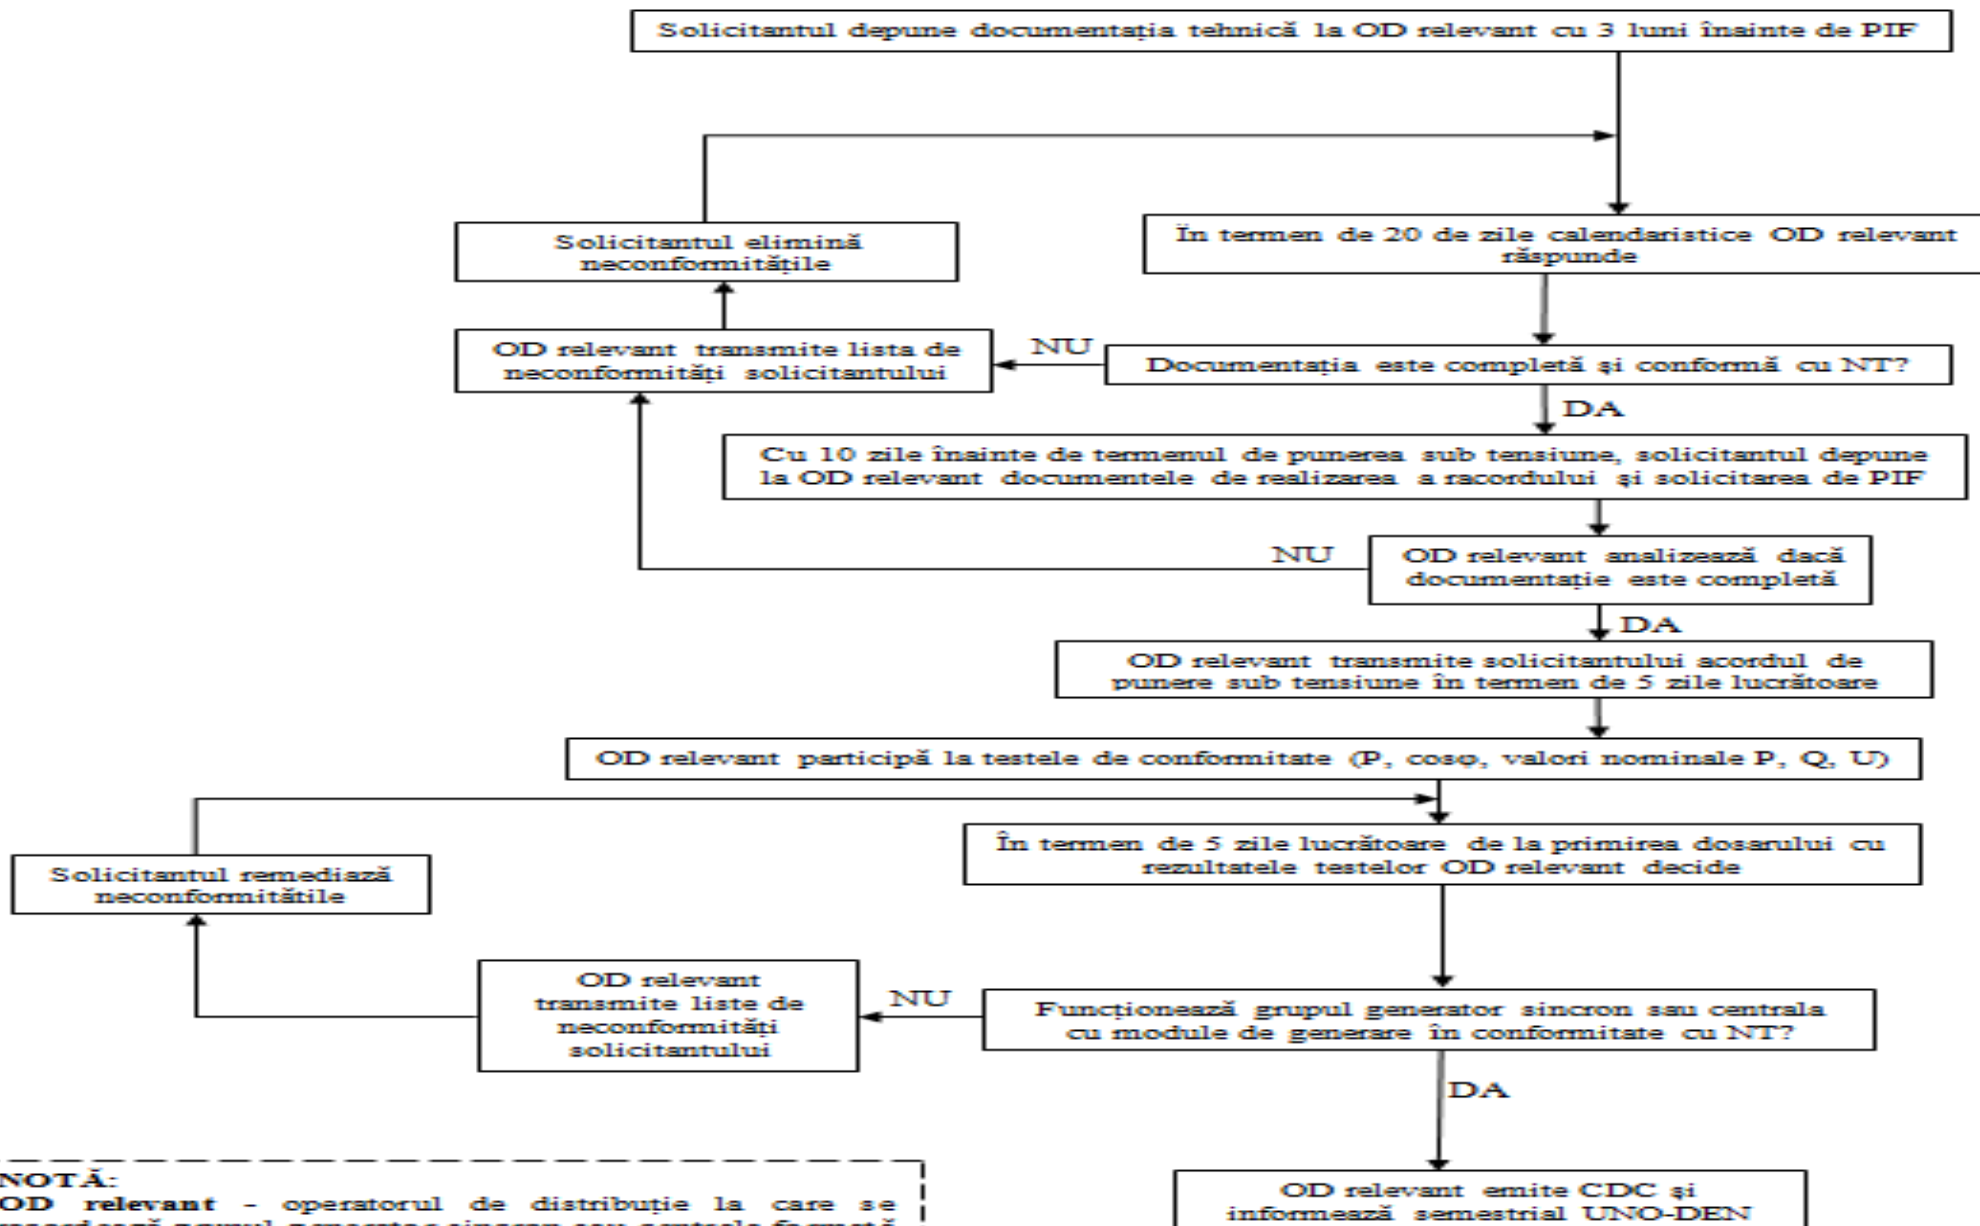 Solicitantul depune documentația tehnică la OD relevant cu 3 luni înainte de PIF
Solicitantul elimină
neconformitățile
În termen de 20 de zile calendaristice OD relevant
răspunde
OD relevant transmite lista de
neconformități solicitantului
NU
Documentația este completă și conformă cu NT?
DA
Cu 10 zile înainte de termenul de punerea sub tensiune, solicitantul depune
la OD relevant documentele de realizarea a racordului și solicitarea de PIF
NU
OD relevant analizează dacă
documentație este completă
DA
OD relevant transmite solicitantului acordul de
punere sub tensiune în termen de 5 zile lucrătoare
OD relevant participă la testele de conformitate (P, cosφ, valori nominale P, Q, U)
În termen de 5 zile lucrătoare de la primirea dosarului cu
rezultatele testelor OD relevant decide
Solicitantul remediază
neconformitățile
OD relevant
transmite liste de
neconformități
solicitantului
NU
Funcționează grupul generator sincron sau centrala
cu module de generare în conformitate cu NT?
DA
NOTĂ:
OD relevant - operatorul de distribuție la care se
OD relevant emite CDC și
informează semestrial UNO-DEN